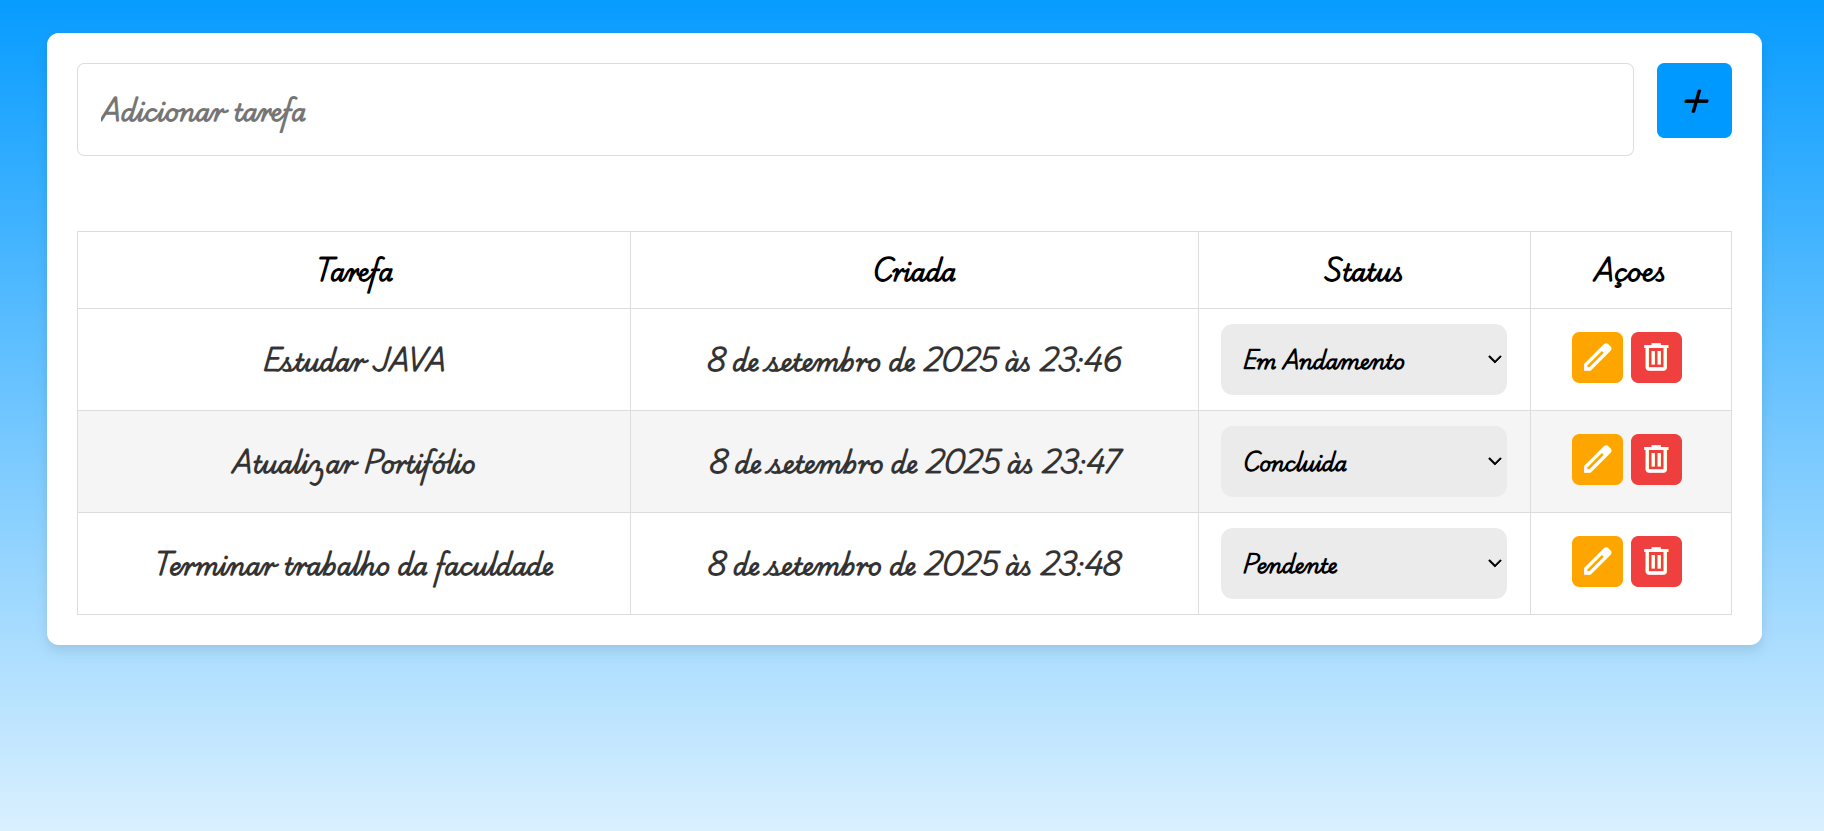 Adicionar tarefa +
Tarefa Criada Status Açoes
Estudar JAVA 8 de setembro de 2025 às 23:46 Em Andamento
Atualizar Portifólio 8 de setembro de 2025 às 23:47 Concluida
Terminar trabalho da faculdade 8 de setembro de 2025 às 23:48 Pendente